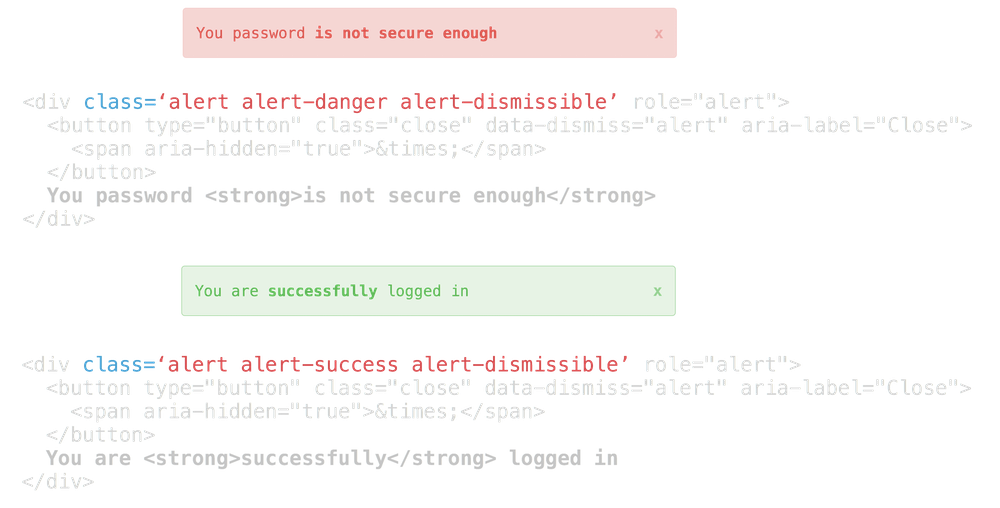 You password is not secure enough x
<div class=‘alert alert-danger alert-dismissible’ role="alert">
<button type="button" class="close" data-dismiss="alert" aria-label="Close">
<span aria-hidden="true">&times;</span>
</button>
You password <strong>is not secure enough</strong>
</div>
You are successfully logged in x
<div class=‘alert alert-success alert-dismissible’ role="alert">
<button type="button" class="close" data-dismiss="alert" aria-label="Close">
<span aria-hidden="true">&times;</span>
</button>
You are <strong>successfully</strong> logged in
</div>